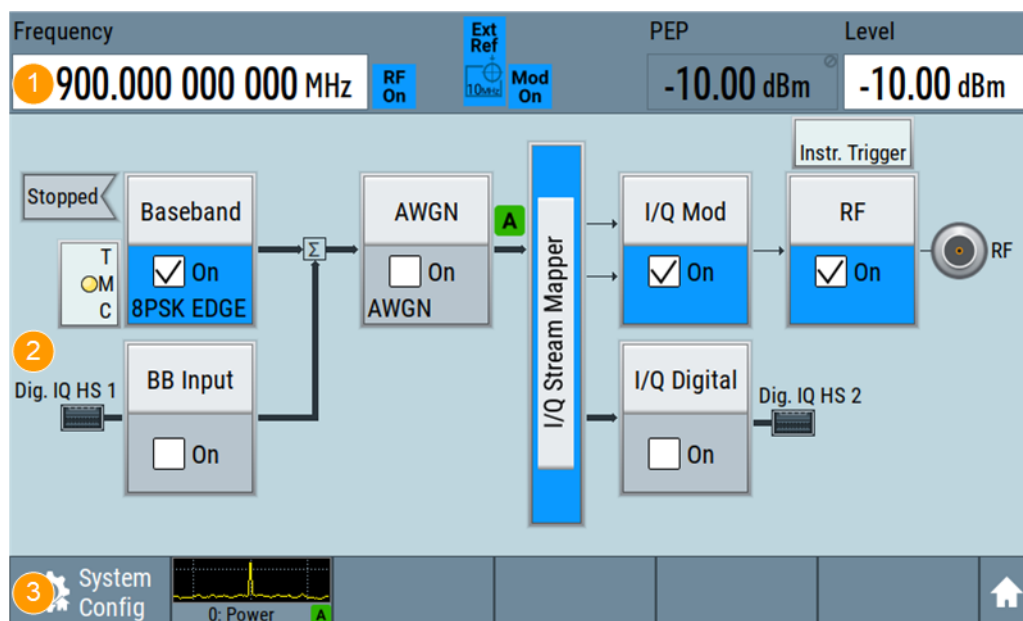 Frequency
Ext
Ref
PEP
Level
1
900.000 000 000 MHz
RF
On
10MHz
Mod
On
-10.00 dBm
-10.00 dBm
Instr. Trigger
Stopped
Baseband
AWGN
A
I/Q Mod
RF
T
M
C
On
8PSK EDGE
Σ
On
AWGN
I/Q Stream Mapper
On
On
RF
2
Dig. IQ HS 1
BB Input
I/Q Digital
Dig. IQ HS 2
On
On
3
System
Config
0: Power
A